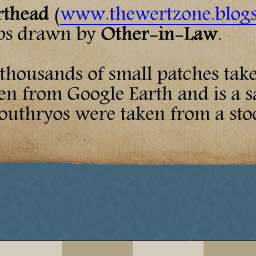 rthead (www.thewertzone.blogs
ps drawn by Other-in-Law.
thousands of small patches take
en from Google Earth and is a sa
outhryos were taken from a stoc